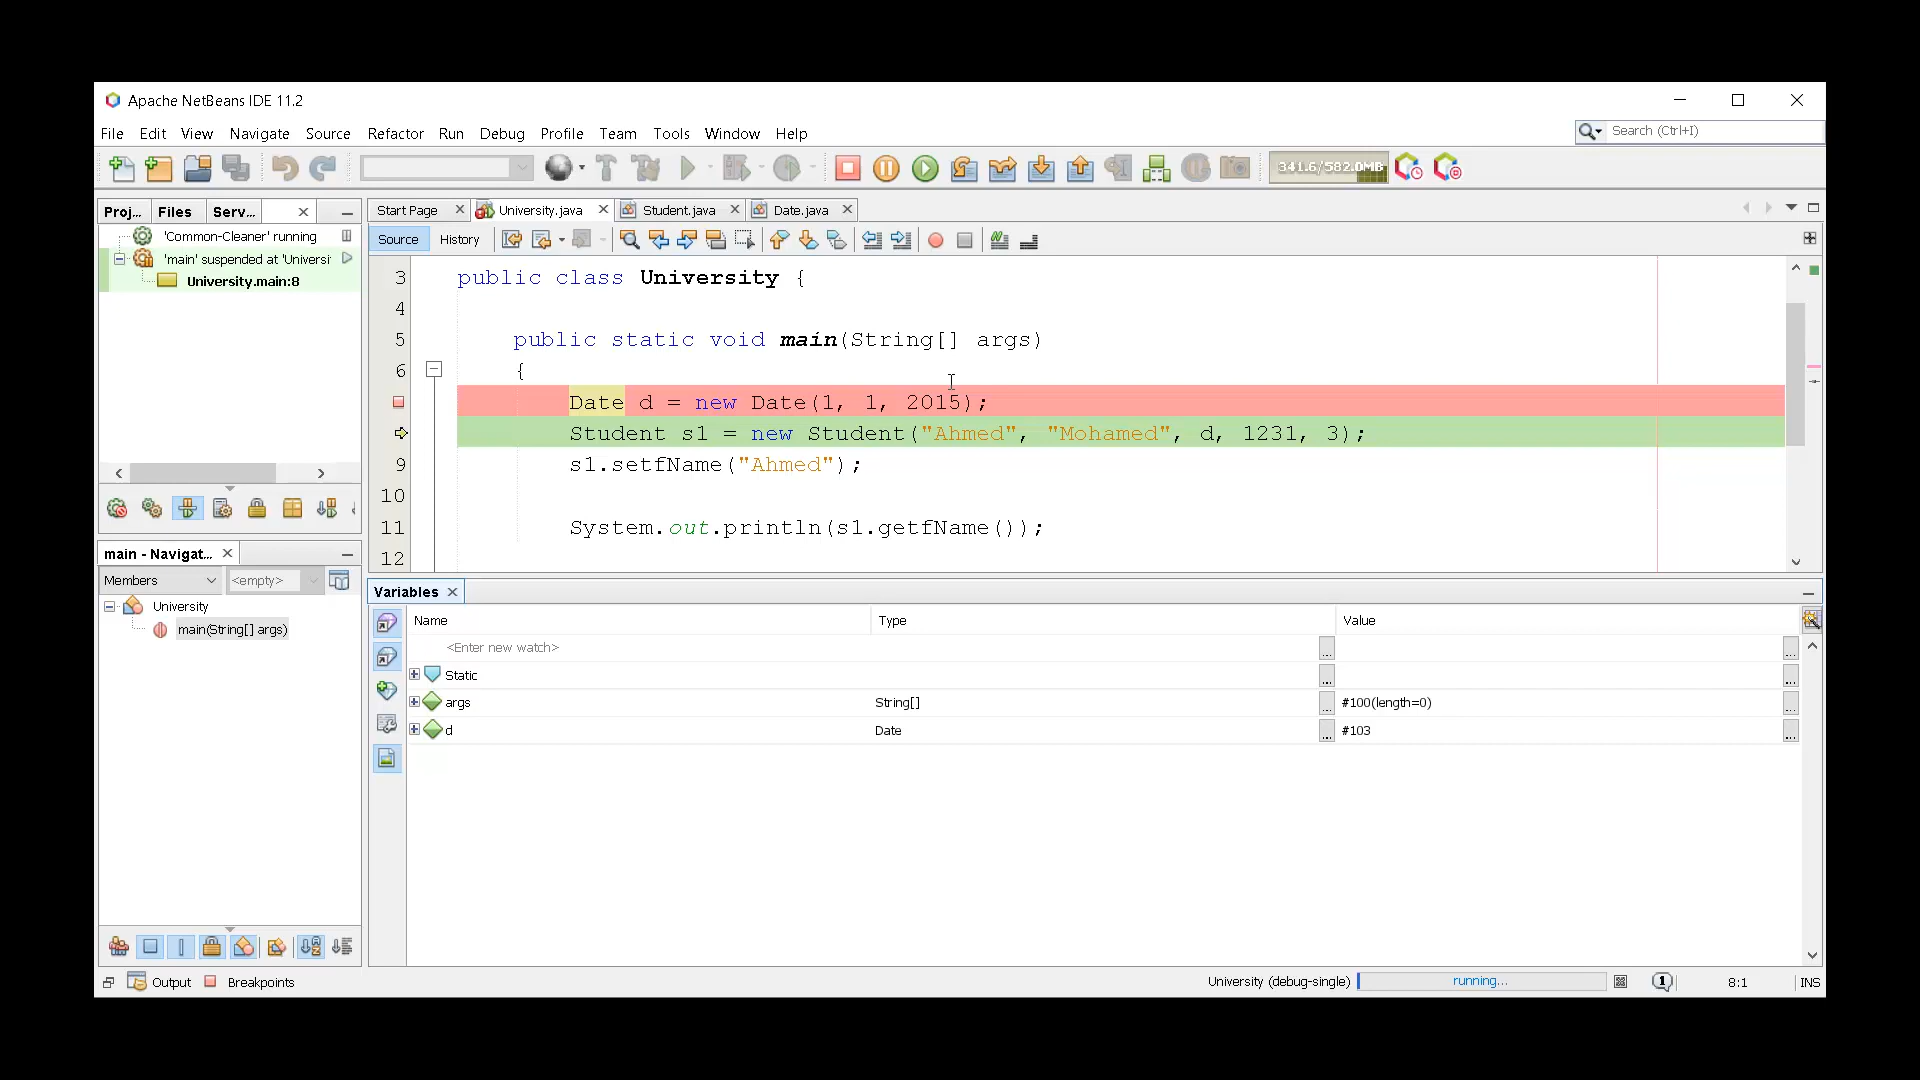 Apache NetBeans IDE 11.2
File Edit View Navigate Source Refactor Run Debug Profile Team Tools Window Help
Search (Ctrl+I)
341.6/582.0MB
Proj... Files Serv...
Start Page University.java Student.java Date.java
'Common-Cleaner' running
'main' suspended at 'Universi
University.main:8
Source History
3 public class University {
4
5 public static void main(String[] args)
6 {
Date d = new Date(1, 1, 2015);
Student s1 = new Student("Ahmed", "Mohamed", d, 1231, 3);
9 s1.setfName("Ahmed");
10
11 System.out.println(s1.getfName());
12
main - Navigat...
Members <empty>
University
main(String[] args)
Variables
Name Type Value
<Enter new watch> ... ...
Static ... ...
args String[] ... #100(length=0) ...
d Date ... #103 ...
Output Breakpoints University (debug-single) running... 1 8:1 INS